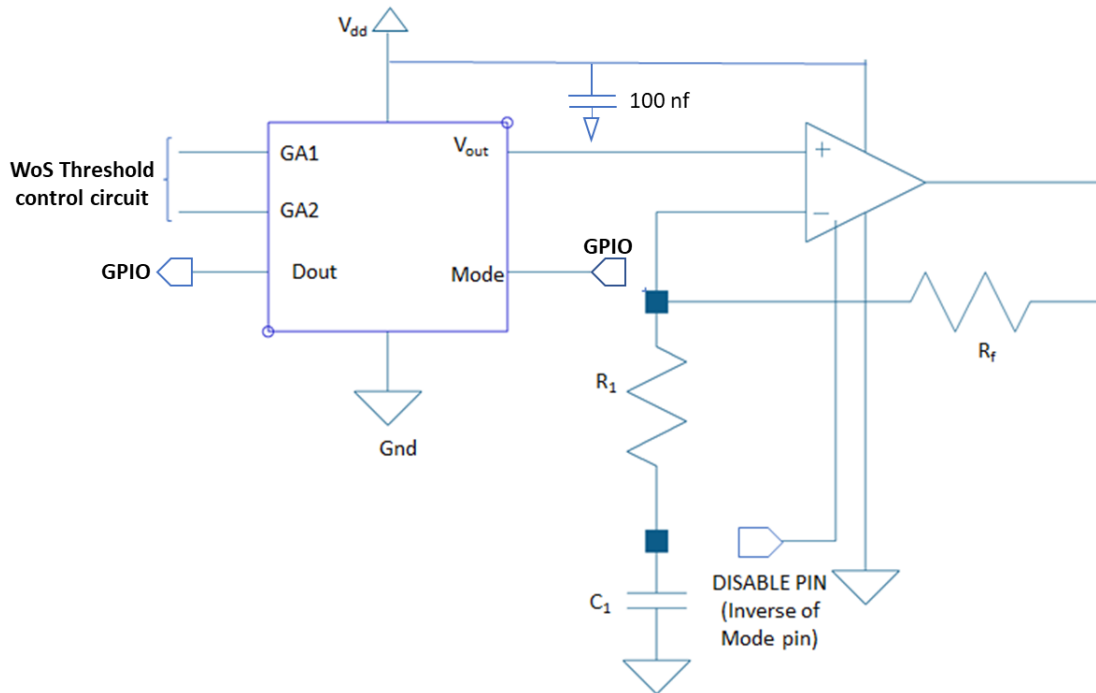 Vdd
100 nf
WoS Threshold
control circuit
GA1
GA2
Vout
+
−
GPIO
Dout
Mode
GPIO
Rf
R1
Gnd
C1
DISABLE PIN
(Inverse of
Mode pin)